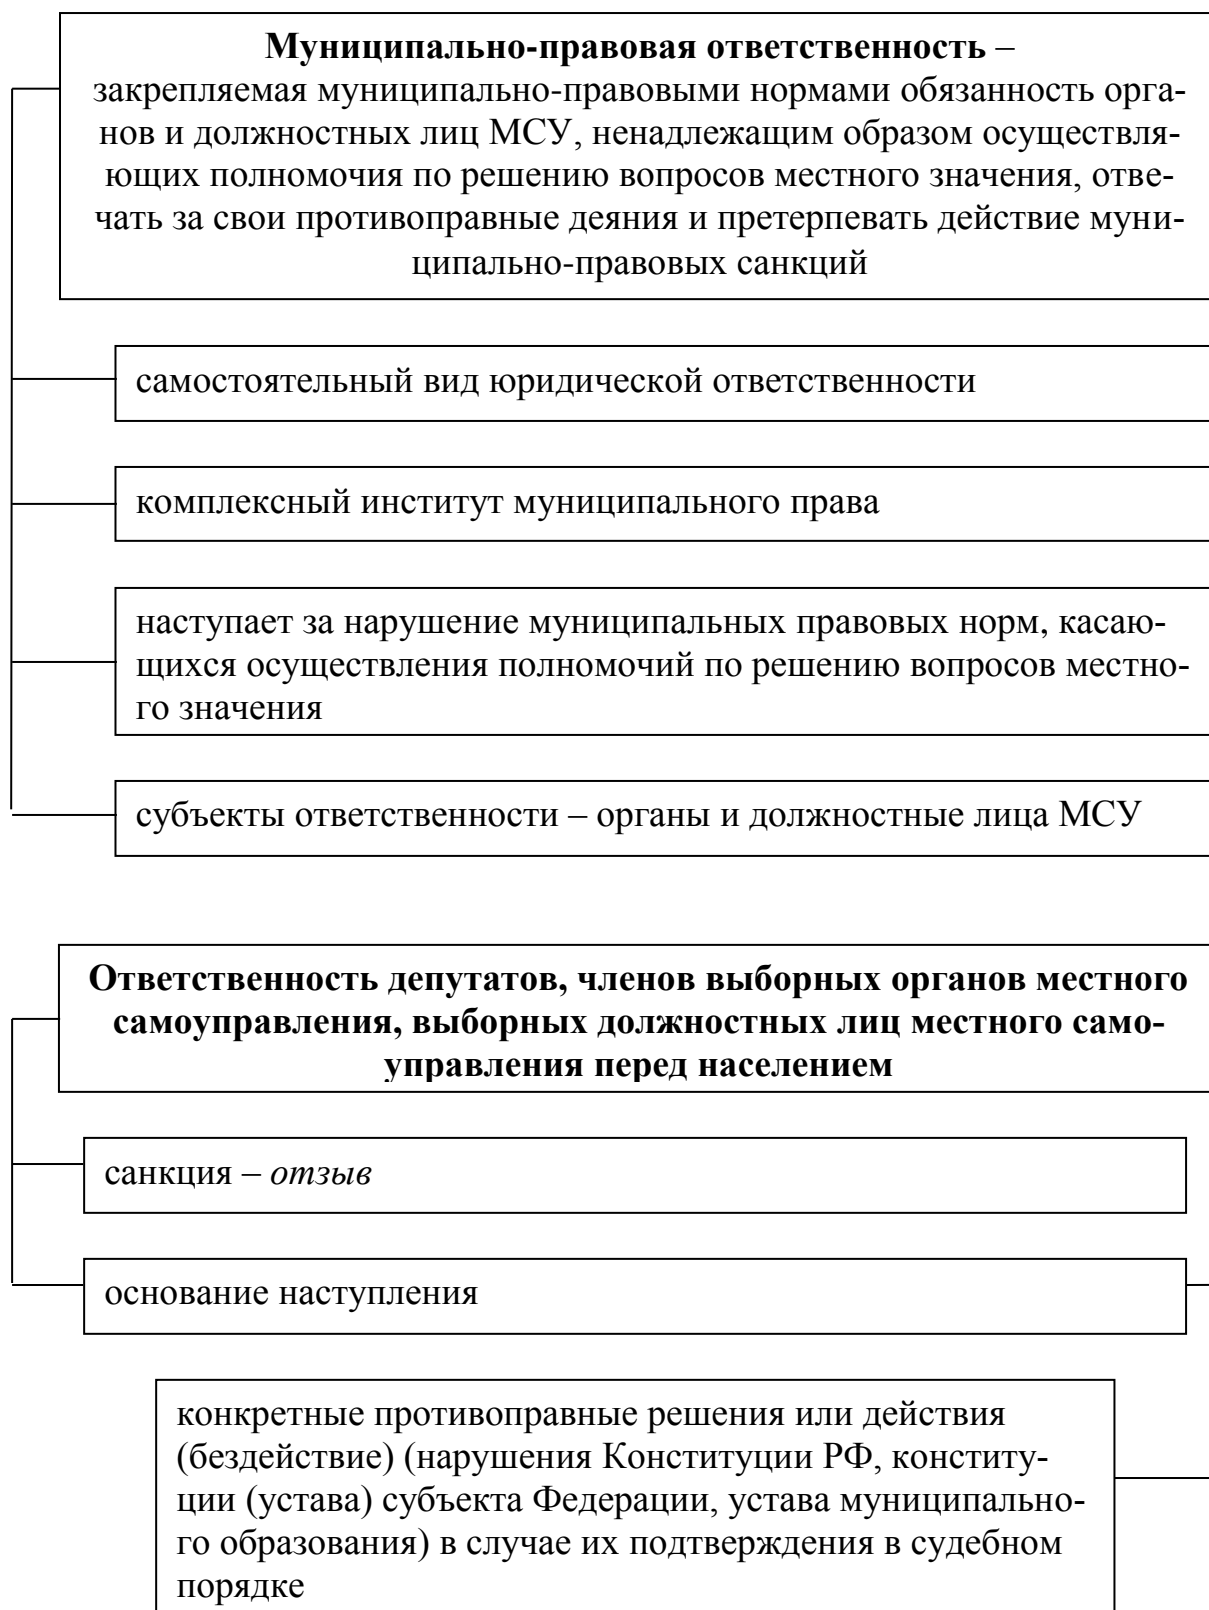 Муниципально-правовая ответственность –
закрепляемая муниципально-правовыми нормами обязанность орга-
нов и должностных лиц МСУ, ненадлежащим образом осуществля-
ющих полномочия по решению вопросов местного значения, отве-
чать за свои противоправные деяния и претерпевать действие муни-
ципально-правовых санкций
самостоятельный вид юридической ответственности
комплексный институт муниципального права
наступает за нарушение муниципальных правовых норм, касаю-
щихся осуществления полномочий по решению вопросов местно-
го значения
субъекты ответственности – органы и должностные лица МСУ
Ответственность депутатов, членов выборных органов местного
самоуправления, выборных должностных лиц местного само-
управления перед населением
санкция – отзыв
основание наступления
конкретные противоправные решения или действия
(бездействие) (нарушения Конституции РФ, конститу-
ции (устава) субъекта Федерации, устава муниципально-
го образования) в случае их подтверждения в судебном
порядке